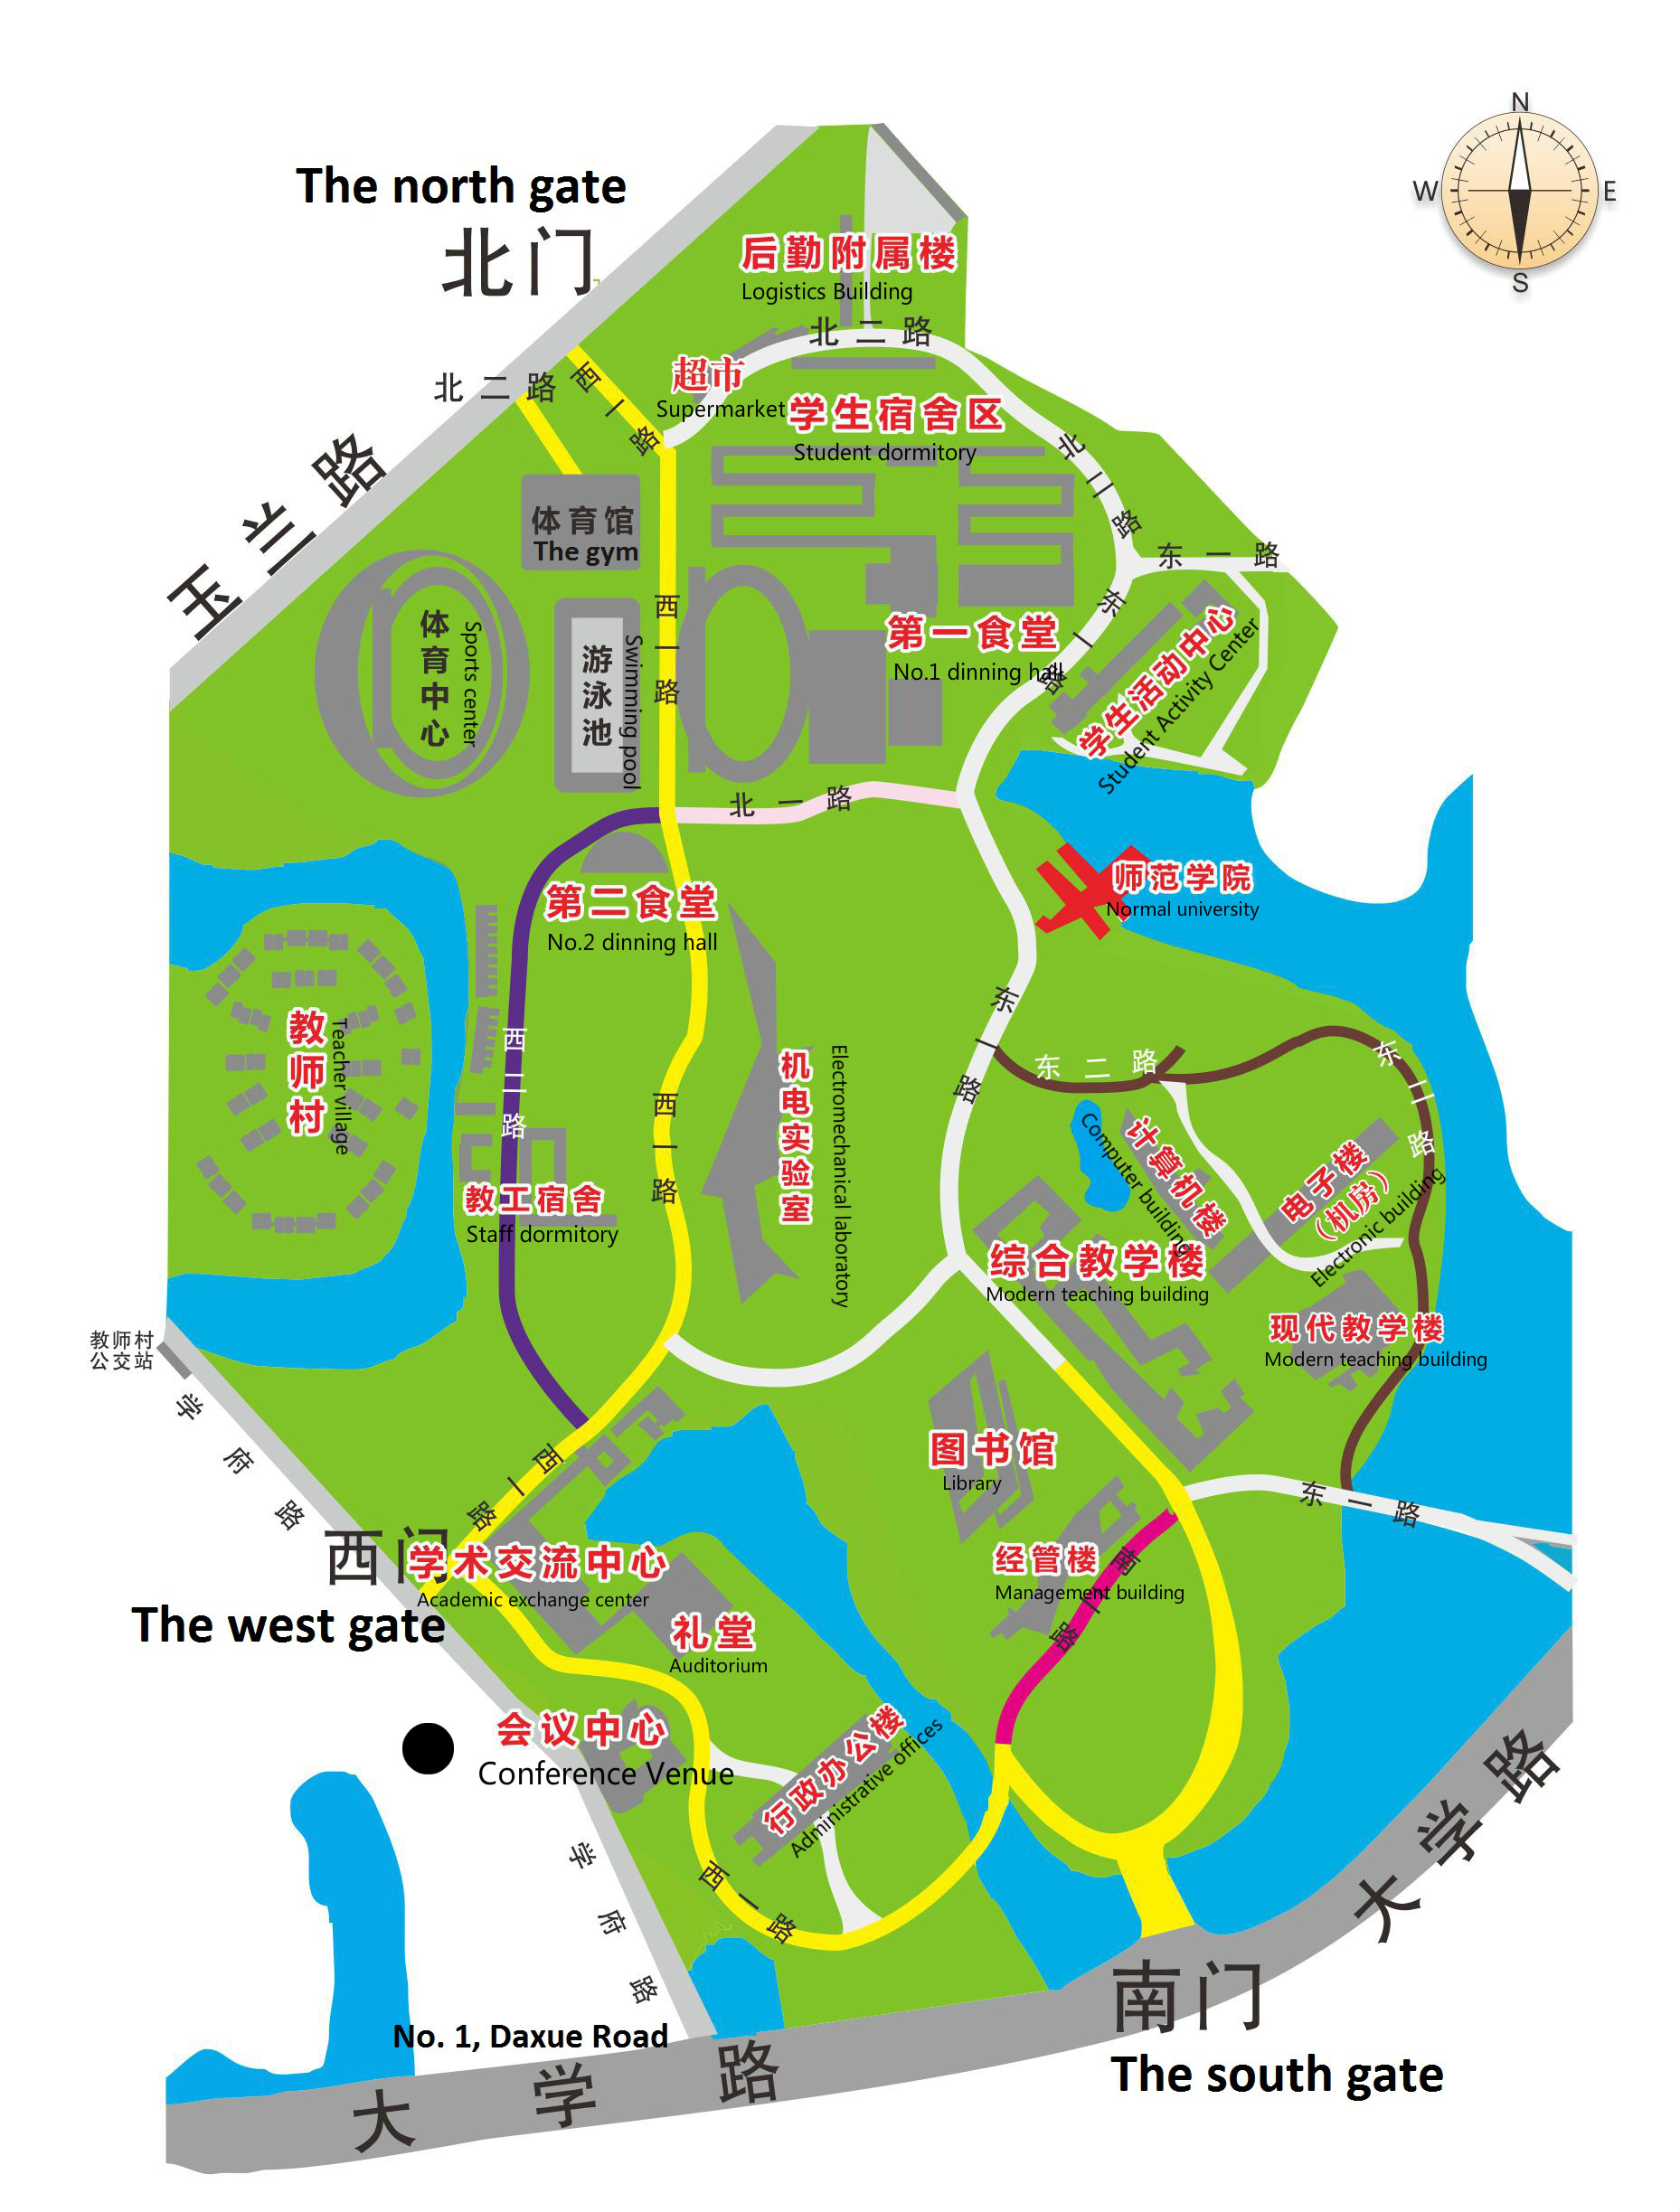 N
W
E
S
The north gate
北门
后勤附属楼
Logistics Building
北二路
超市
Supermarket
北二路
西一路
学生宿舍区
Student dormitory
北二路
玉兰路
体育馆
The gym
东一路
体育中心
Sports center
游泳池
Swimming pool
西一路
第一食堂
No.1 dinning hall
东一路
学生活动中心
Student Activity Center
北一路
师范学院
Normal university
第二食堂
No.2 dinning hall
教师村
Teacher village
西二路
西一路
机电实验室
Electromechanical laboratory
东一路
东二路
东二路
计算机楼
Computer building
电子楼
（机房）
Electronic building
教工宿舍
Staff dormitory
综合教学楼
Modern teaching building
现代教学楼
Modern teaching building
教师村
公交站
学府路
图书馆
Library
西一路
东一路
西门
The west gate
学术交流中心
Academic exchange center
经管楼
Management building
南一路
礼堂
Auditorium
会议中心
Conference Venue
行政办公楼
Administrative offices
学府路
西一路
大学路
南门
The south gate
No. 1, Daxue Road
大学路